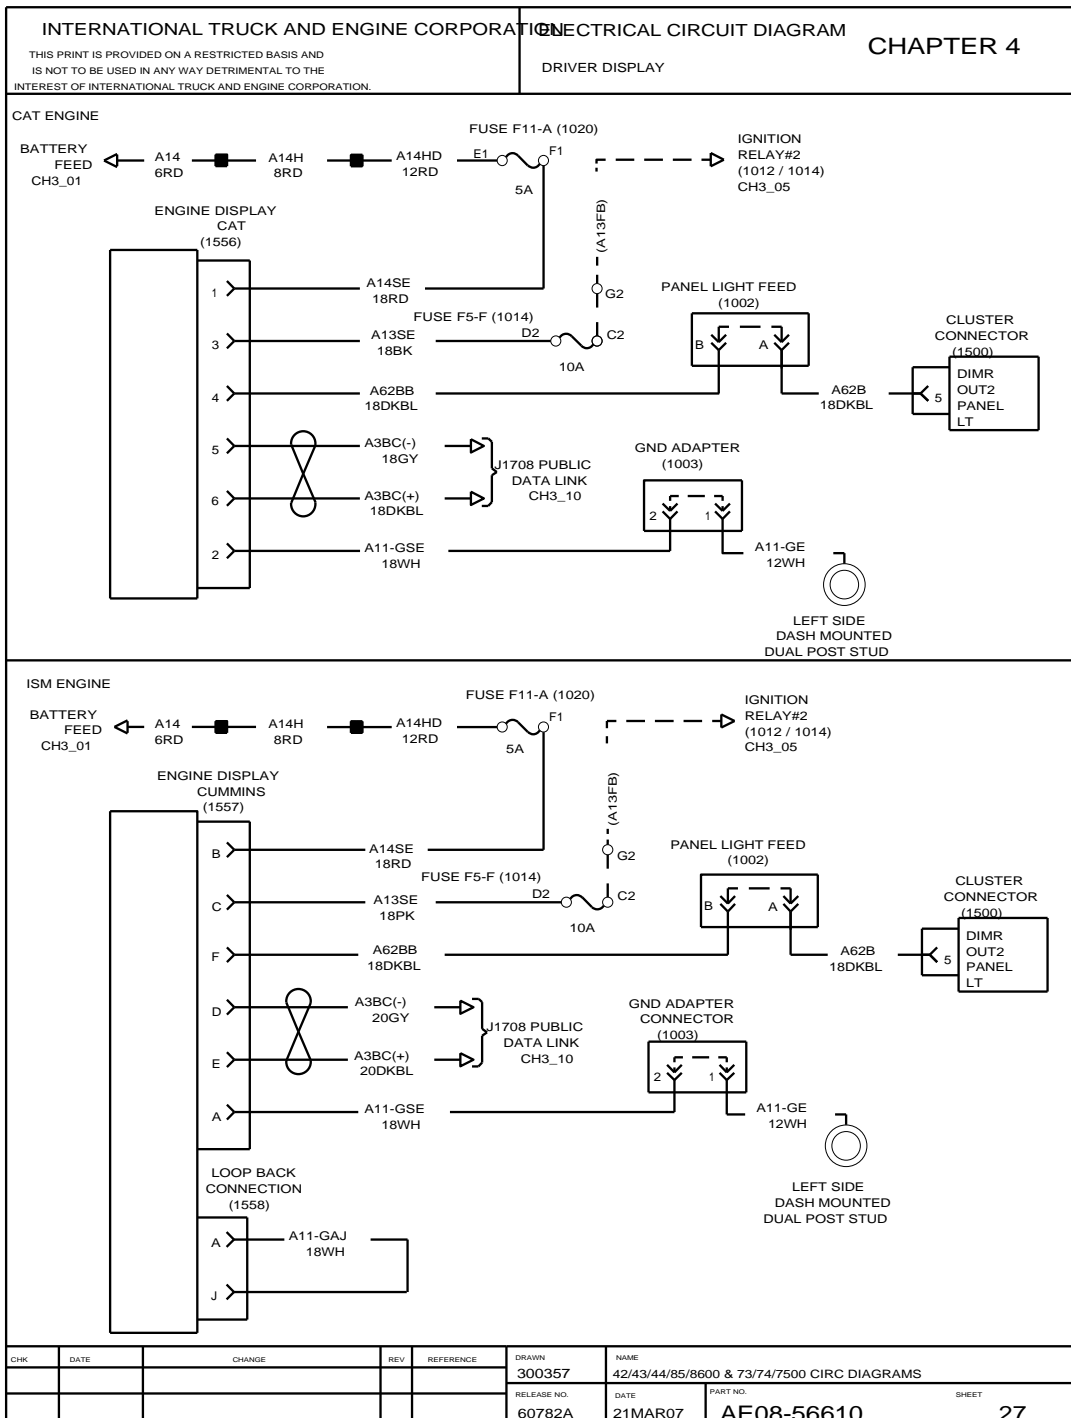 INTERNATIONAL TRUCK AND ENGINE CORPORATION
THIS PRINT IS PROVIDED ON A RESTRICTED BASIS AND
IS NOT TO BE USED IN ANY WAY DETRIMENTAL TO THE
INTEREST OF INTERNATIONAL TRUCK AND ENGINE CORPORATION.
ELECTRICAL CIRCUIT DIAGRAM
DRIVER DISPLAY
CHAPTER 4
CAT ENGINE
BATTERY
FEED
CH3_01
A14
6RD
A14H
8RD
A14HD
12RD
FUSE F11-A (1020)
E1
F1
5A
IGNITION
RELAY#2
(1012 / 1014)
CH3_05
(A13FB)
G2
ENGINE DISPLAY
CAT
(1556)
1
A14SE
18RD
FUSE F5-F (1014)
3
A13SE
18BK
D2
C2
10A
PANEL LIGHT FEED
(1002)
B
A
CLUSTER
CONNECTOR
(1500)
4
A62BB
18DKBL
A62B
18DKBL
5
DIMR
OUT2
PANEL
LT
5
A3BC(-)
18GY
6
A3BC(+)
18DKBL
J1708 PUBLIC
DATA LINK
CH3_10
GND ADAPTER
(1003)
2
1
2
A11-GSE
18WH
A11-GE
12WH
LEFT SIDE
DASH MOUNTED
DUAL POST STUD
ISM ENGINE
BATTERY
FEED
CH3_01
A14
6RD
A14H
8RD
A14HD
12RD
FUSE F11-A (1020)
F1
5A
IGNITION
RELAY#2
(1012 / 1014)
CH3_05
(A13FB)
G2
ENGINE DISPLAY
CUMMINS
(1557)
B
A14SE
18RD
FUSE F5-F (1014)
C
A13SE
18PK
D2
C2
10A
PANEL LIGHT FEED
(1002)
B
A
CLUSTER
CONNECTOR
(1500)
F
A62BB
18DKBL
A62B
18DKBL
5
DIMR
OUT2
PANEL
LT
D
A3BC(-)
20GY
E
A3BC(+)
20DKBL
J1708 PUBLIC
DATA LINK
CH3_10
GND ADAPTER
CONNECTOR
(1003)
2
1
A
A11-GSE
18WH
A11-GE
12WH
LEFT SIDE
DASH MOUNTED
DUAL POST STUD
LOOP BACK
CONNECTION
(1558)
A
A11-GAJ
18WH
J
CHK
DATE
CHANGE
REV
REFERENCE
DRAWN
300357
NAME
42/43/44/85/8600 & 73/74/7500 CIRC DIAGRAMS
RELEASE NO.
60782A
DATE
21MAR07
PART NO.
AE08-56610
SHEET
27